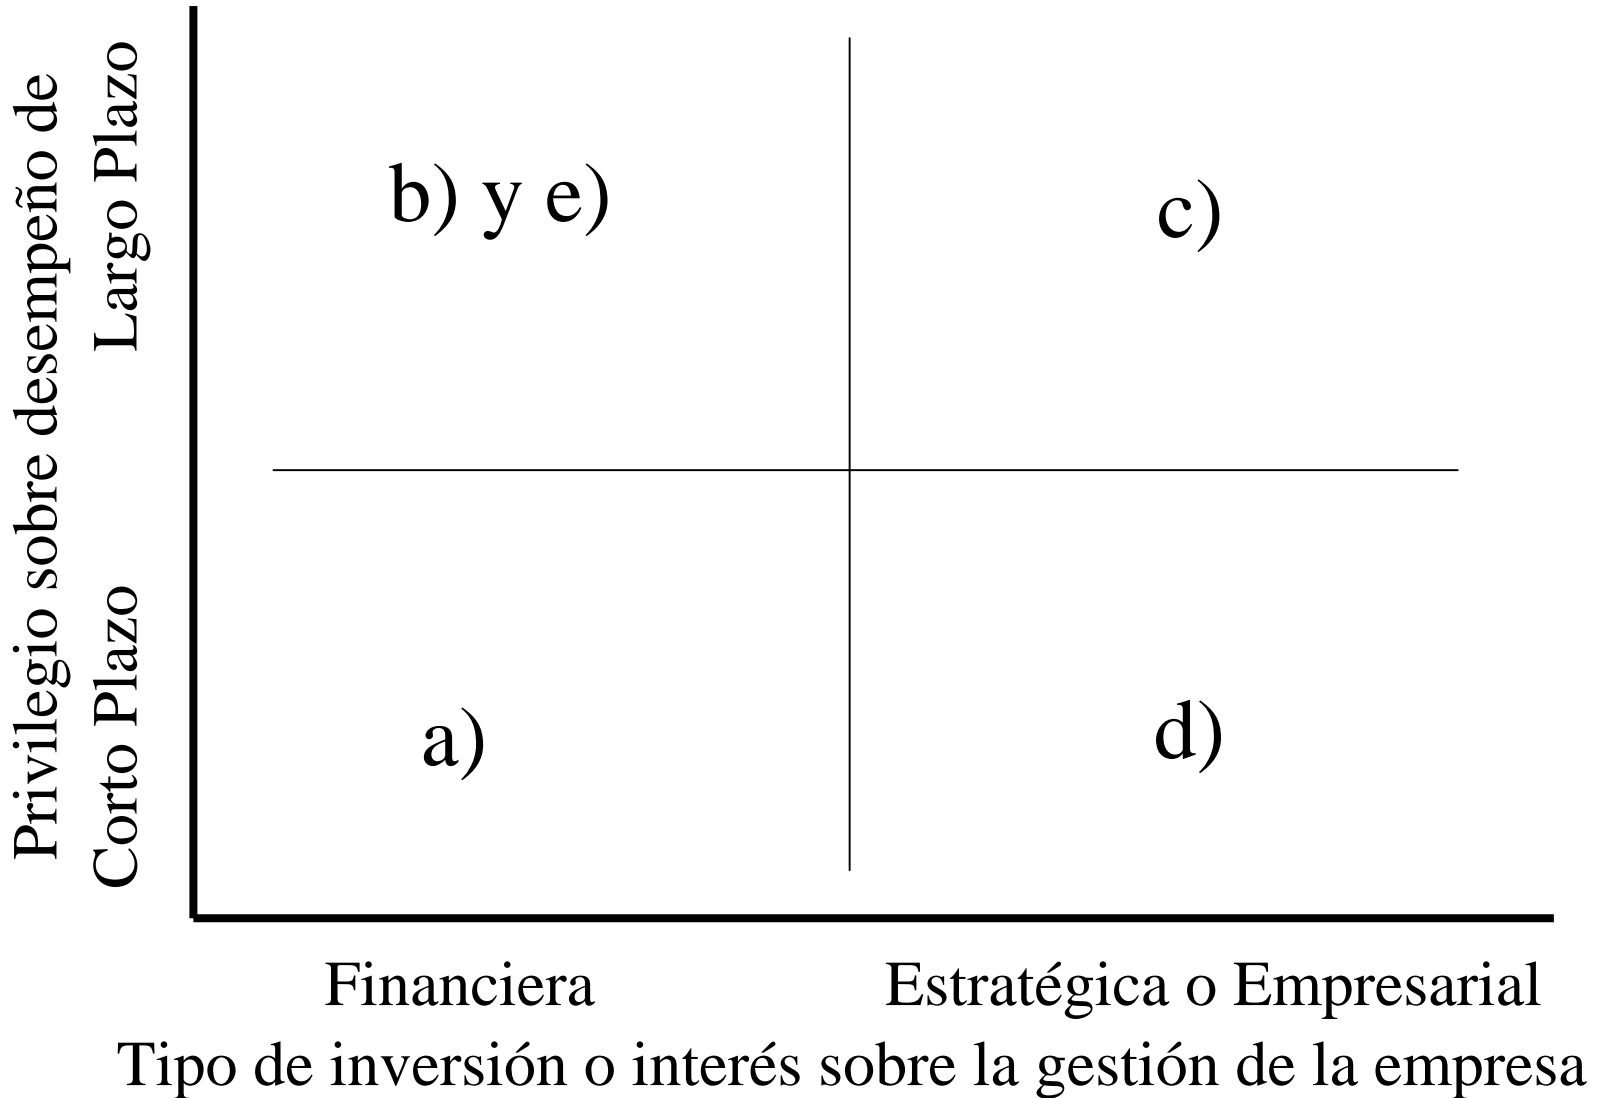 Privilegio sobre desempeño de
Largo Plazo
Corto Plazo
b) y e)
c)
a)
d)
Financiera
Estratégica o Empresarial
Tipo de inversión o interés sobre la gestión de la empresa